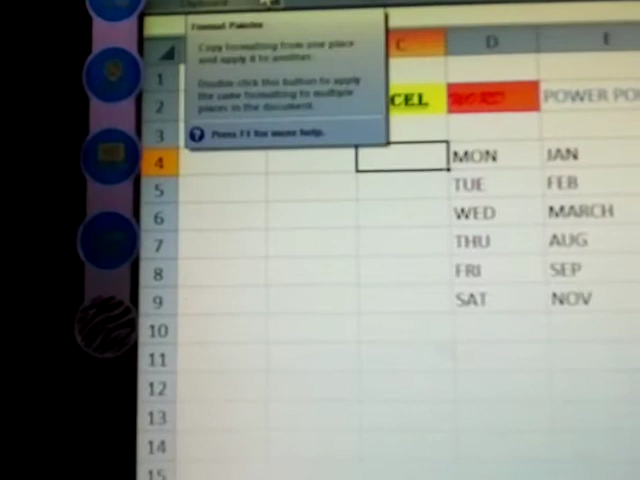 Format Painter
Copy formatting from one place
and apply it to another.
Double click this button to apply
the same formatting to multiple
places in the document.
Press F1 for more help.
C D E
1
2 CEL POWER PO
3
4 MON JAN
5 TUE FEB
6 WED MARCH
7 THU AUG
8 FRI SEP
9 SAT NOV
10
11
12
13
14
15